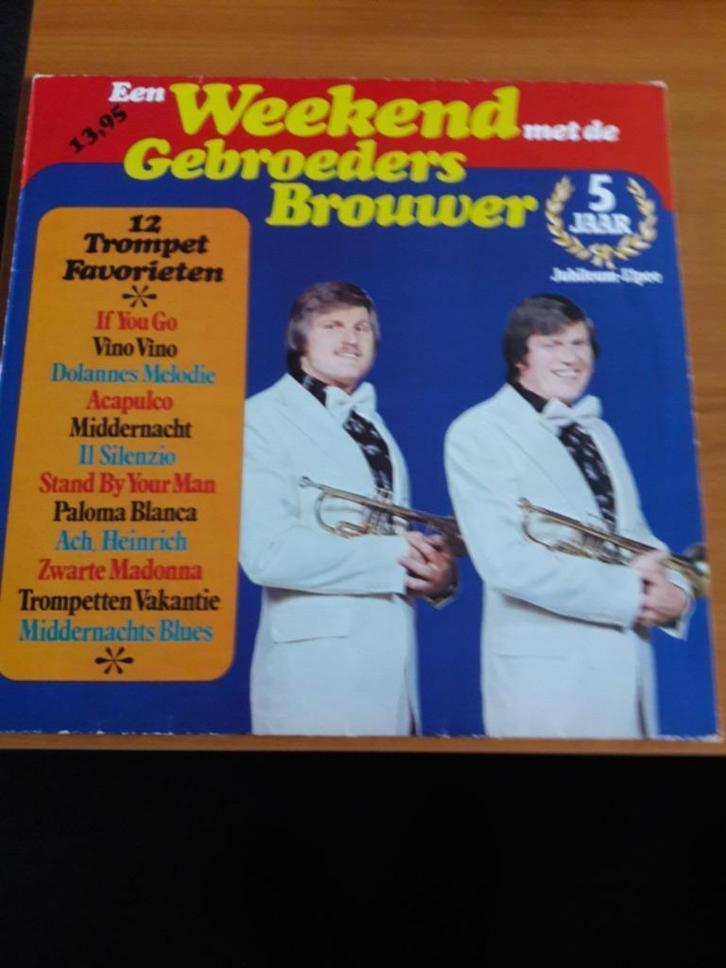 Een Weekend met de
13,95
Gebroeders
Brouwer
5
JAAR
Jubileum-Elpee
12
Trompet
Favorieten
If You Go
Vino Vino
Dolannes Melodie
Acapulco
Middernacht
Il Silenzio
Stand By Your Man
Paloma Blanca
Ach, Heinrich
Zwarte Madonna
Trompetten Vakantie
Middernachts Blues